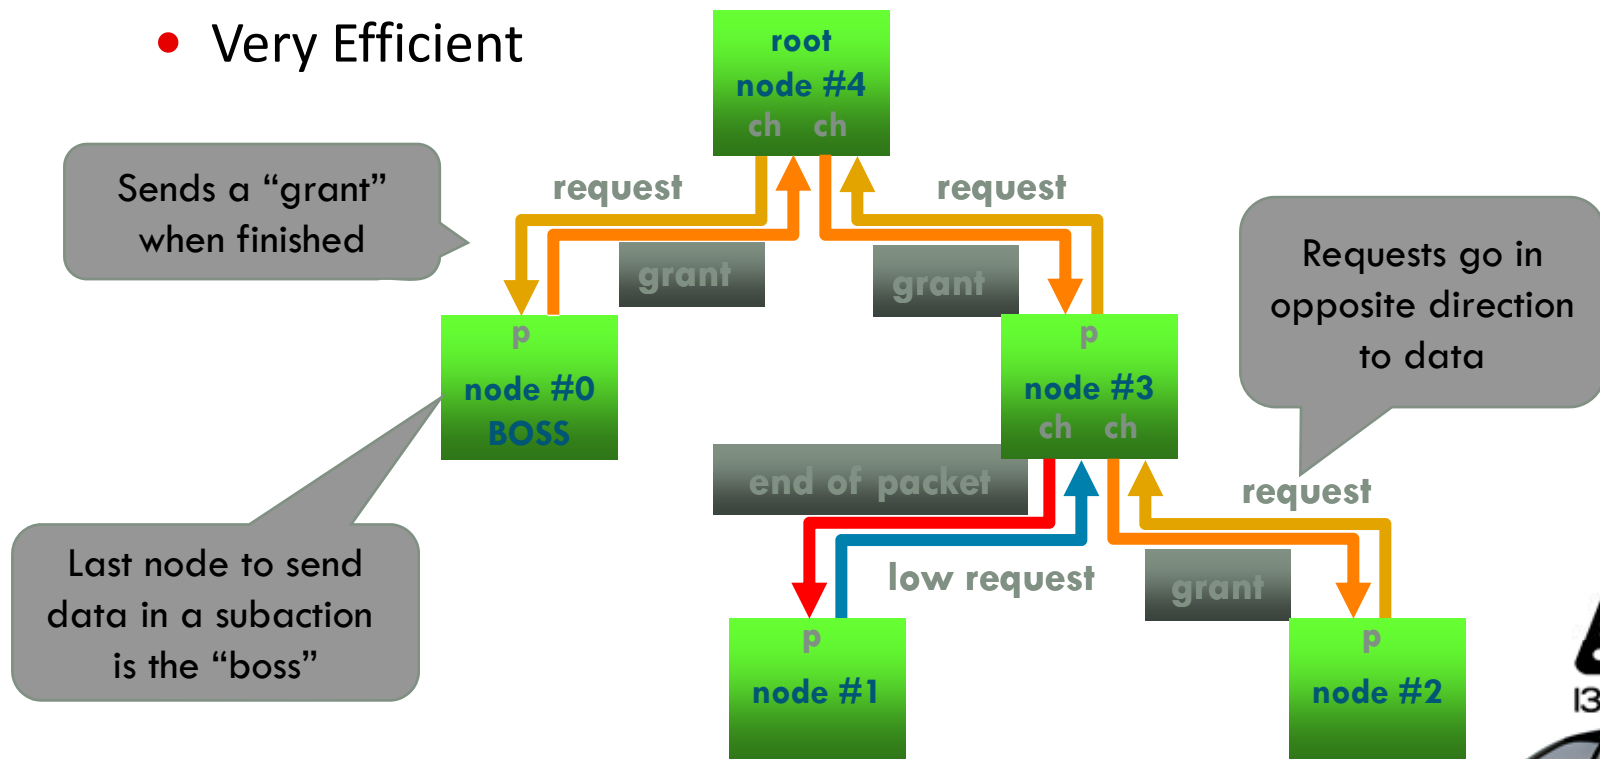 • Very Efficient
root
node #4
ch ch
Sends a “grant”
when finished
request
request
grant
grant
Requests go in
opposite direction
to data
p
node #0
BOSS
p
node #3
ch ch
end of packet
request
low request
grant
Last node to send
data in a subaction
is the “boss”
p
node #1
p
node #2
13